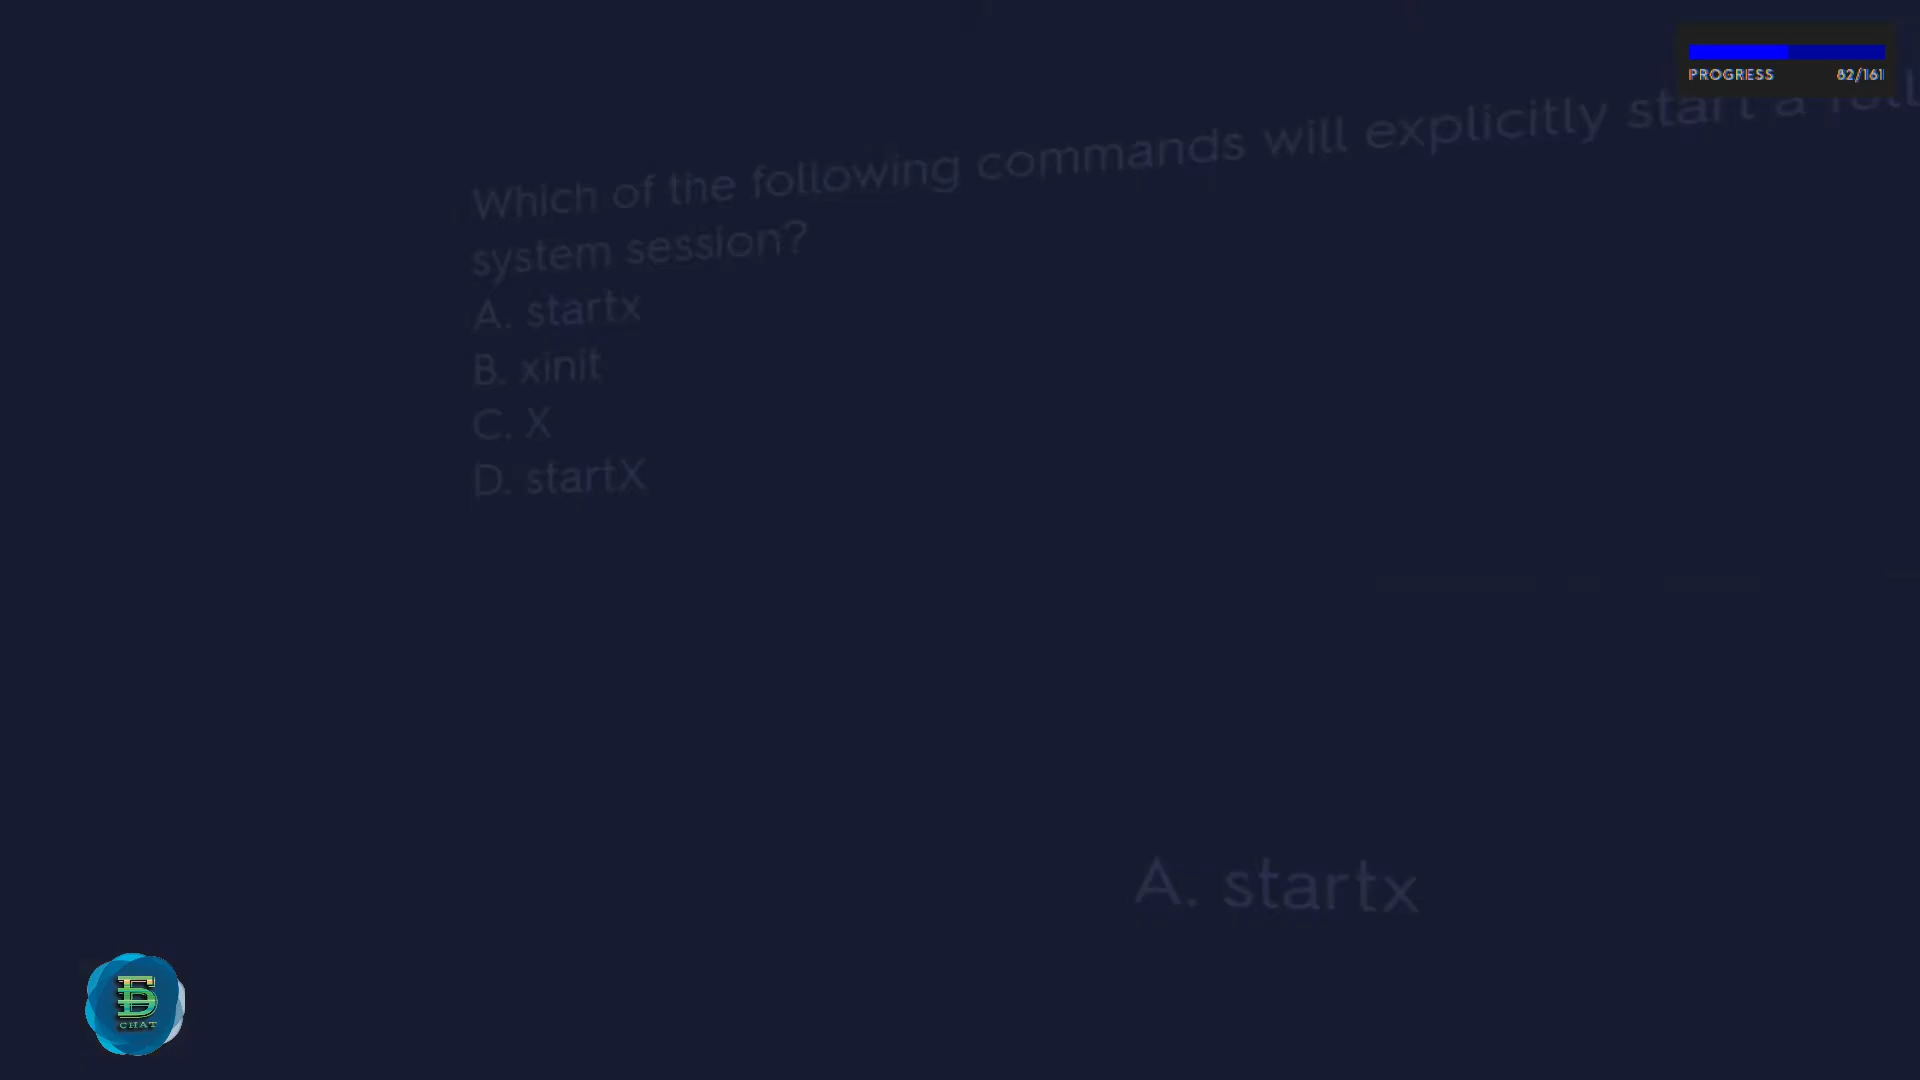 PROGRESS 82/161
Which of the following commands will explicitly start a
system session?
A. startx
B. xinit
C. X
D. startX
A. startx
CHAT